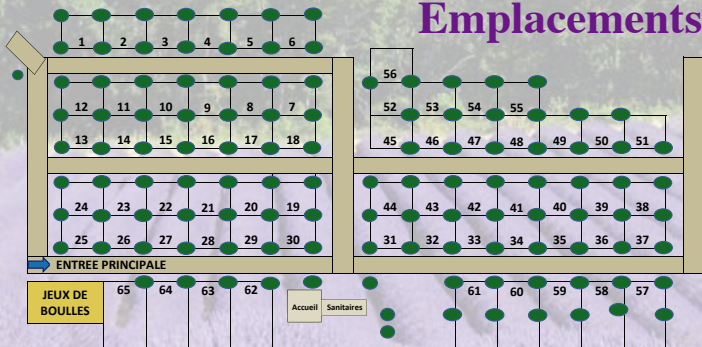 Emplacements
1 2 3 4 5 6
56
12 11 10 9 8 7
52 53 54 55
13 14 15 16 17 18
45 46 47 48 49 50 51
24 23 22 21 20 19
44 43 42 41 40 39 38
25 26 27 28 29 30
31 32 33 34 35 36 37
ENTREE PRINCIPALE
JEUX DE
BOULLES
65 64 63 62
61 60 59 58 57
Accueil
Sanitaires